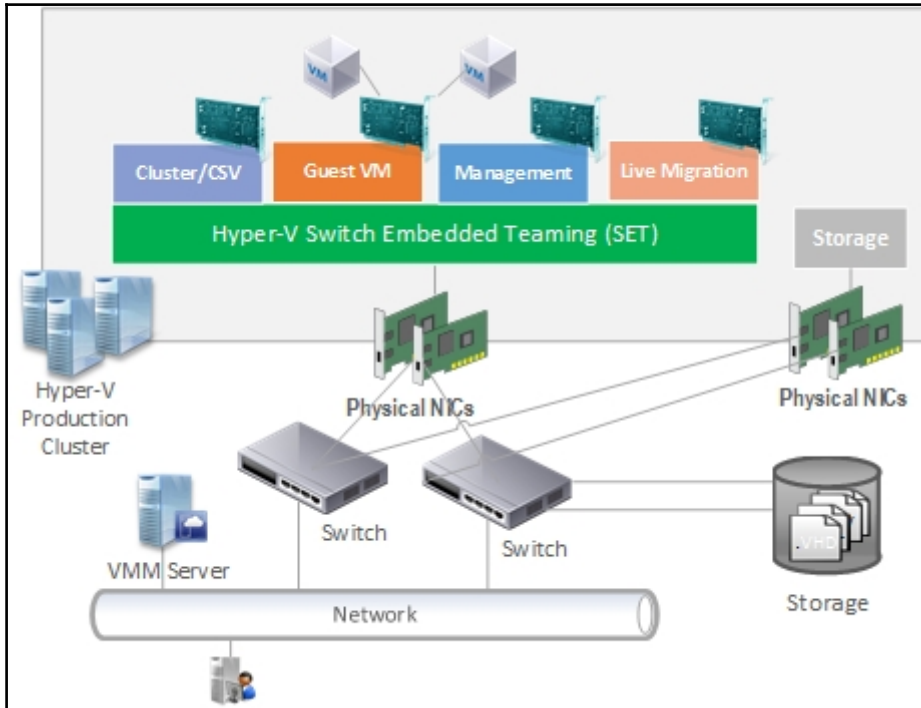 VM
VM
Cluster/CSV
Guest VM
Management
Live Migration
Hyper-V Switch Embedded Teaming (SET)
Storage
Hyper-V
Production
Cluster
Physical NICs
Physical NICs
Switch
Switch
VMM Server
.VHD
Storage
Network